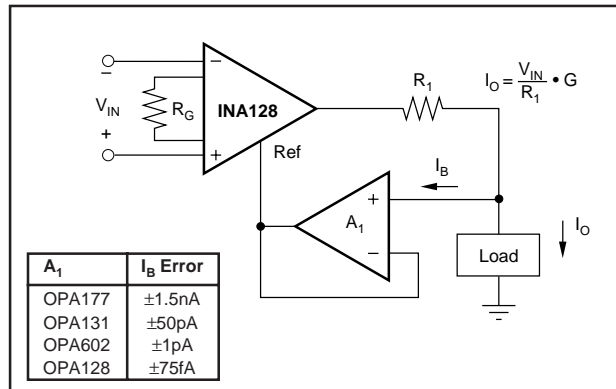 –
V_IN
+
R_G
–
INA128
+
Ref
R_1
I_O = V_IN / R_1 • G
I_B
A_1
+
–
Load
I_O
A_1 I_B Error
OPA177 ±1.5nA
OPA131 ±50pA
OPA602 ±1pA
OPA128 ±75fA